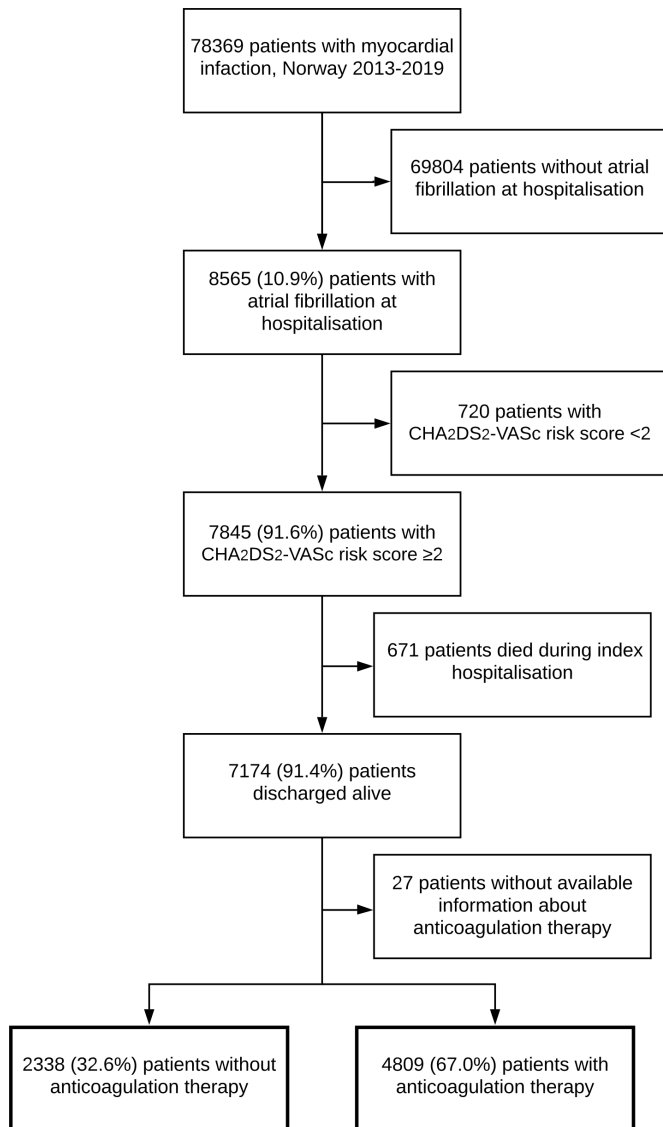 78369 patients with myocardial
infaction, Norway 2013-2019
69804 patients without atrial
fibrillation at hospitalisation
8565 (10.9%) patients with
atrial fibrillation at
hospitalisation
720 patients with
CHA2DS2-VASc risk score <2
7845 (91.6%) patients with
CHA2DS2-VASc risk score ≥2
671 patients died during index
hospitalisation
7174 (91.4%) patients
discharged alive
27 patients without available
information about
anticoagulation therapy
2338 (32.6%) patients without
anticoagulation therapy
4809 (67.0%) patients with
anticoagulation therapy